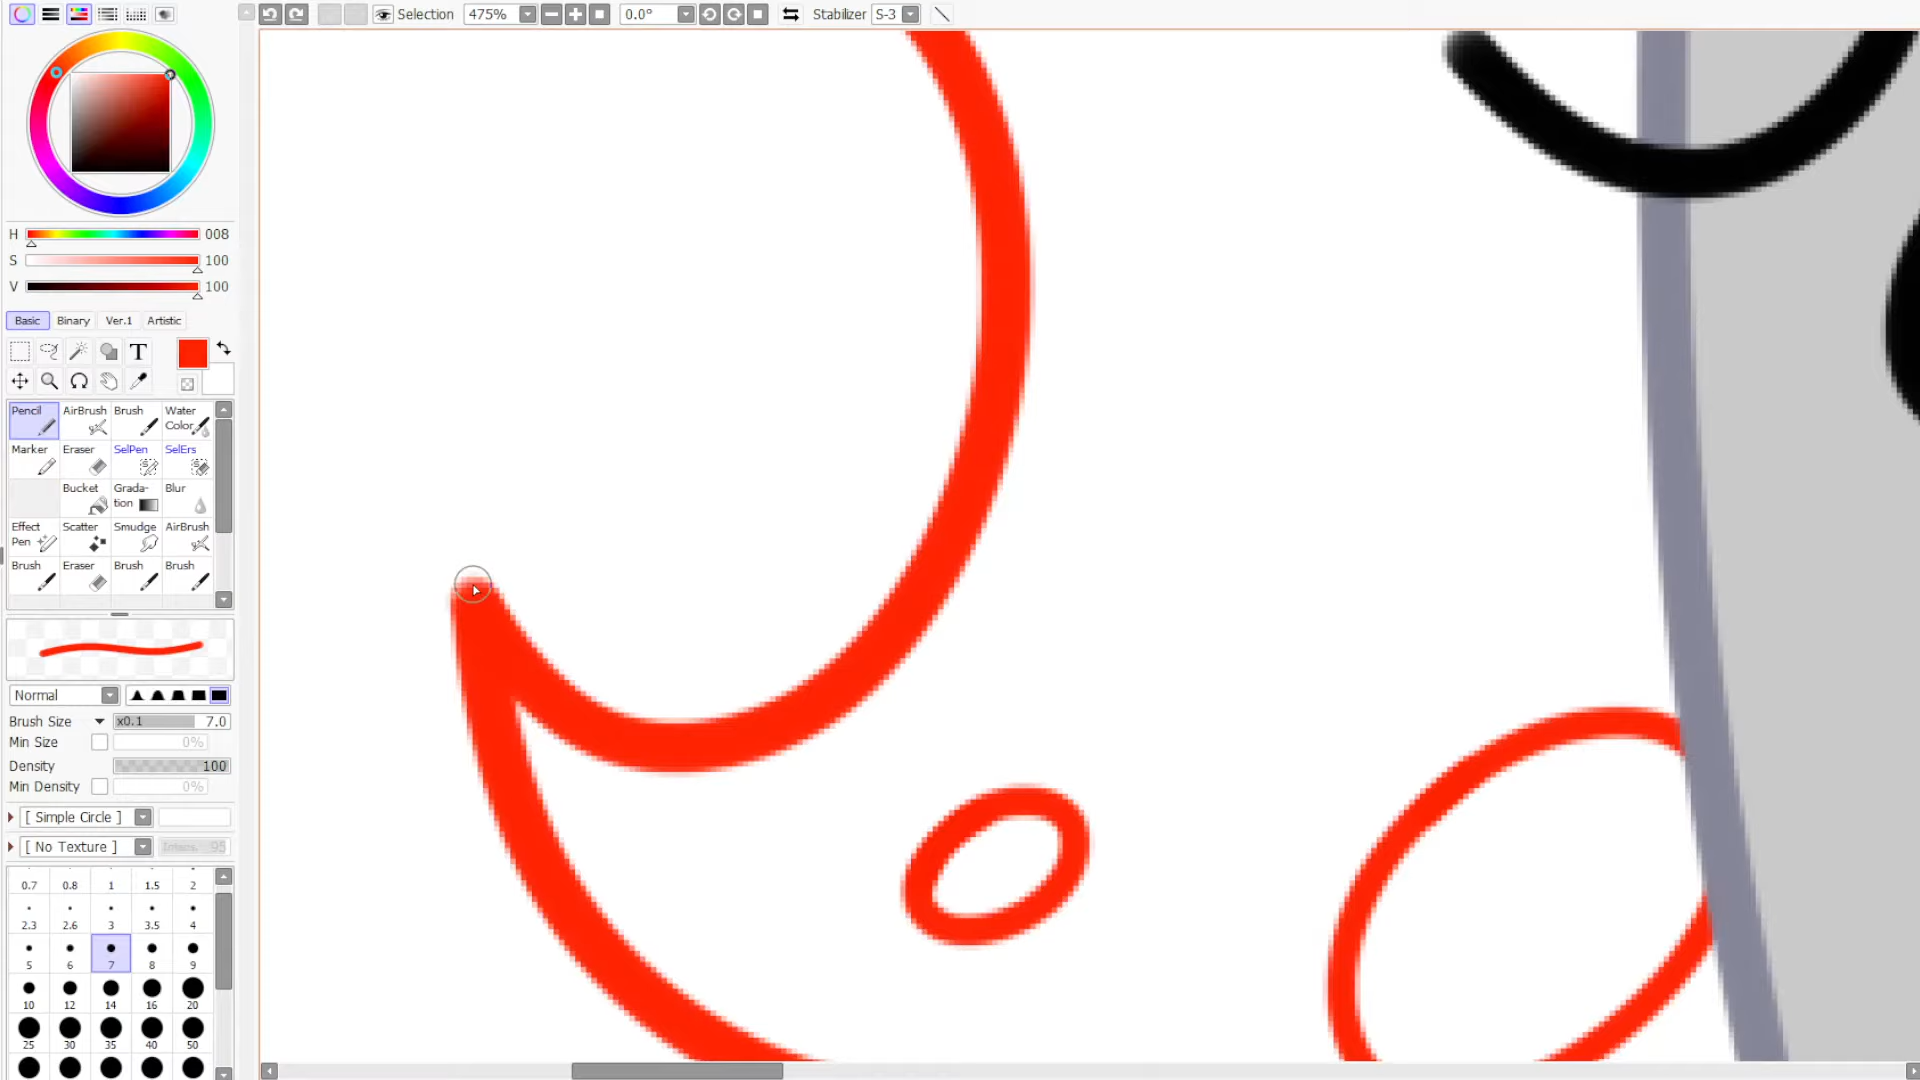 Selection 475% 0.0° Stabilizer S-3
H 008
S 100
V 100
Basic Binary Ver.1 Artistic
T
Pencil AirBrush Brush Water Color
Marker Eraser SelPen SelErs
Bucket Grada-tion Blur
Effect Pen Scatter Smudge AirBrush
Brush Eraser Brush Brush
Normal
Brush Size x0.1 7.0
Min Size 0%
Density 100
Min Density 0%
[ Simple Circle ]
[ No Texture ] Intens. 95
0.7 0.8 1 1.5 2
2.3 2.6 3 3.5 4
5 6 7 8 9
10 12 14 16 20
25 30 35 40 50